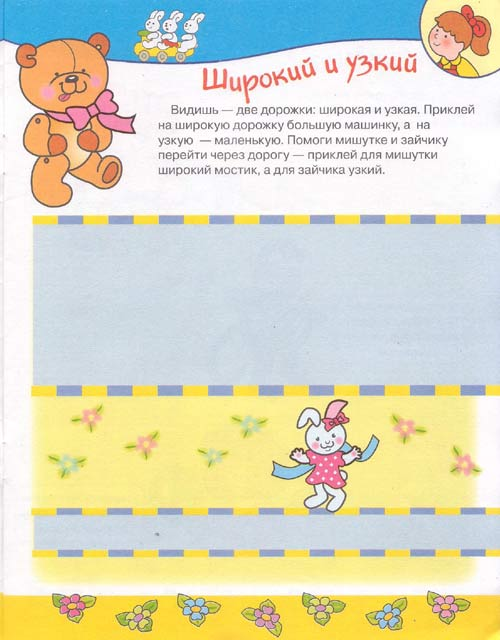 Широкий и узкий
Видишь — две дорожки: широкая и узкая. Приклей
на широкую дорожку большую машинку, а на
узкую — маленькую. Помоги мишутке и зайчику
перейти через дорогу — приклей для мишутки
широкий мостик, а для зайчика узкий.